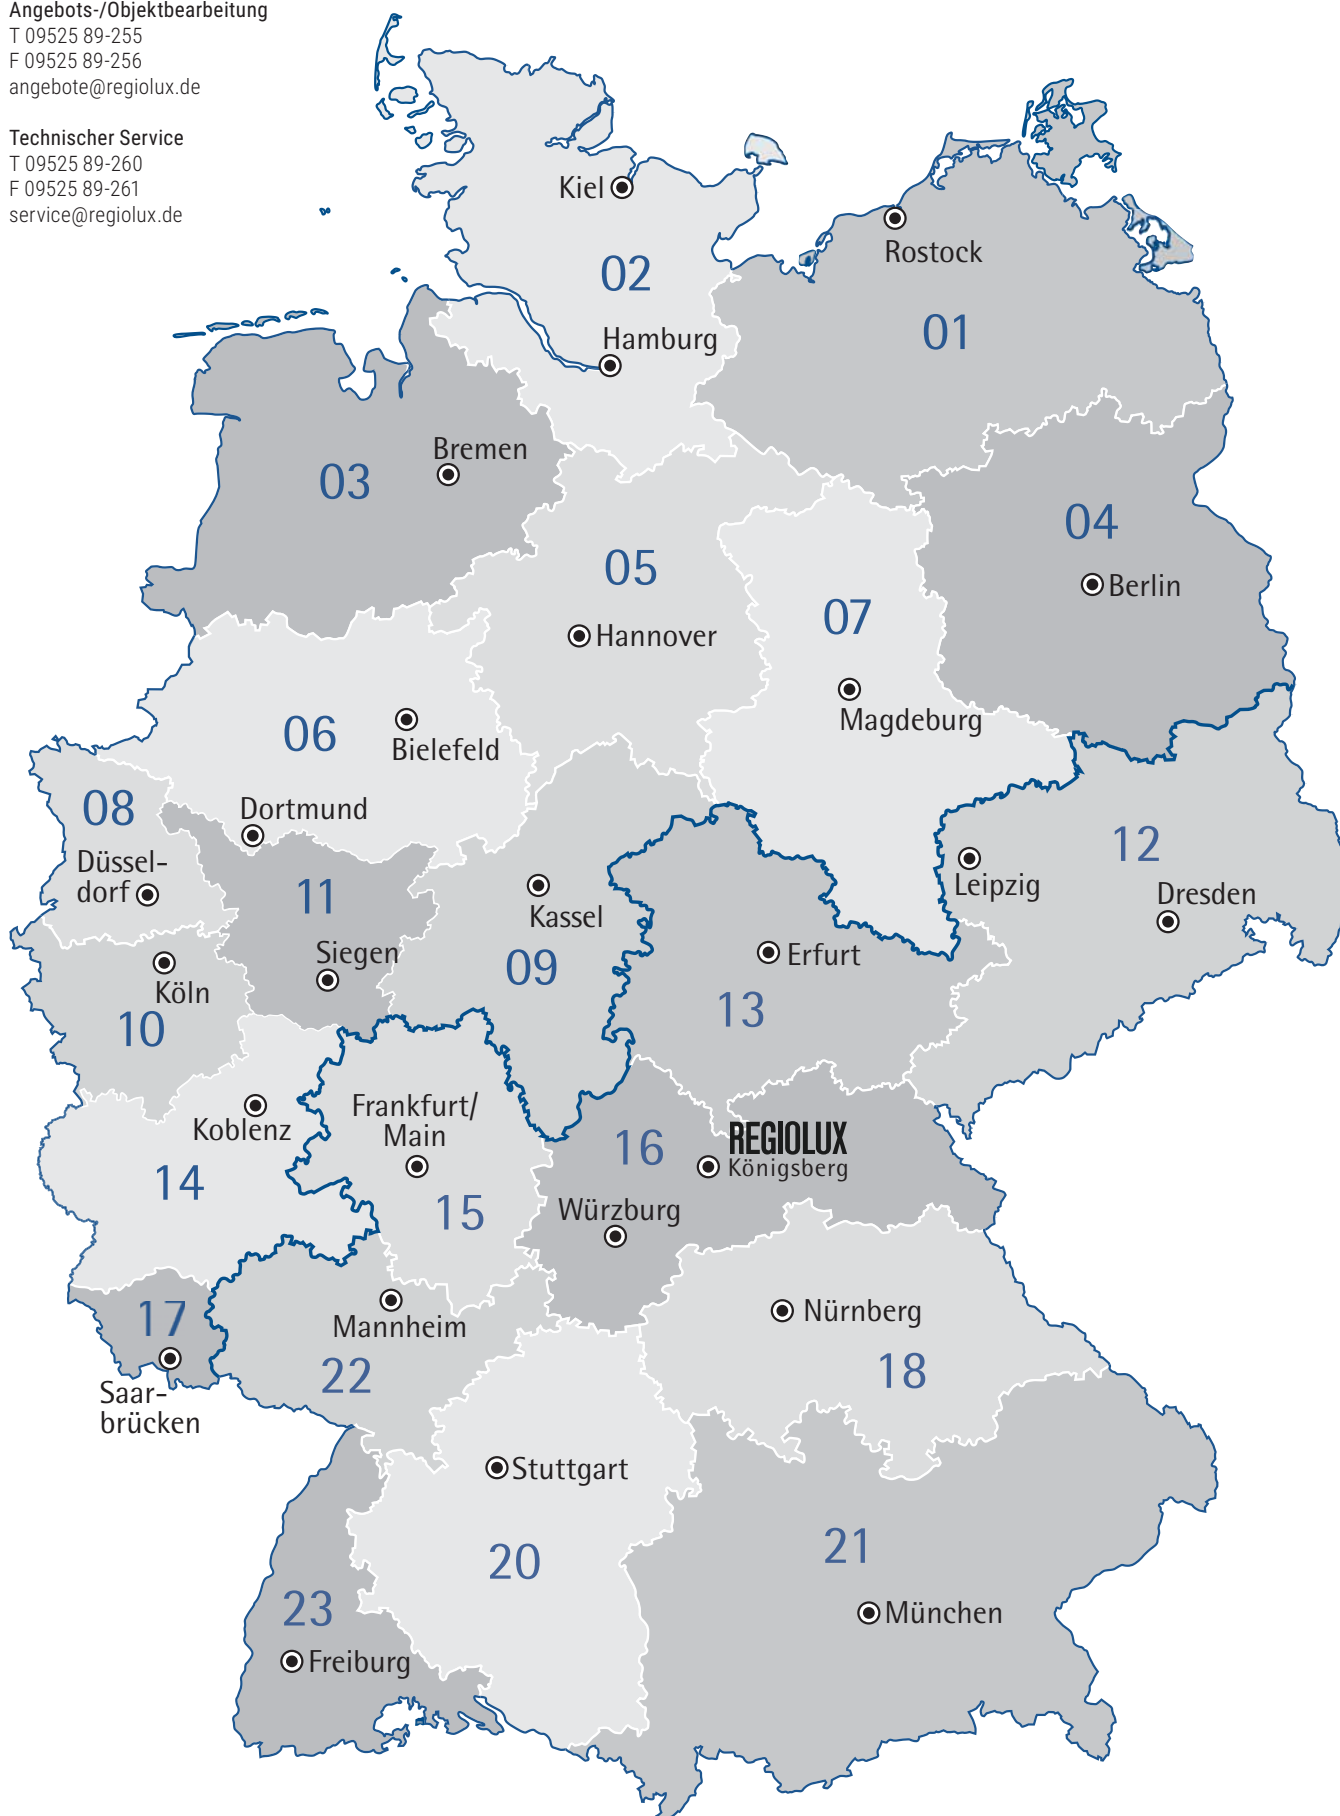 Angebots-/Objektbearbeitung
T 09525 89-255
F 09525 89-256
angebote@regiolux.de
Technischer Service
T 09525 89-260
F 09525 89-261
service@regiolux.de
Kiel
Rostock
02
01
Hamburg
Bremen
03
04
05
Berlin
07
Hannover
Magdeburg
06
Bielefeld
08
Dortmund
12
Düssel-
dorf
11
Kassel
Leipzig
Dresden
Siegen
09
Erfurt
Köln
10
13
Koblenz
Frankfurt/
Main
16
REGIOLUX
Königsberg
14
15
Würzburg
17
Mannheim
Nürnberg
22
18
Saar-
brücken
Stuttgart
20
21
23
München
Freiburg